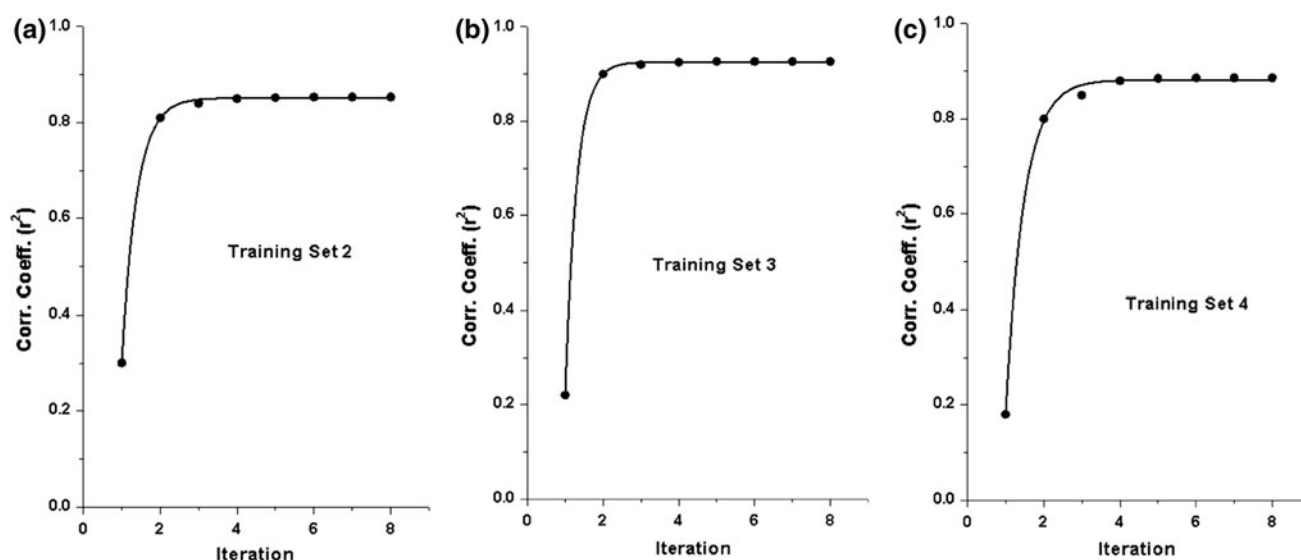 (a)
1.0
0.8
0.6
0.4
0.2
0.0
Corr. Coeff. (r²)
Training Set 2
0 2 4 6 8
Iteration
(b)
1.0
0.8
0.6
0.4
0.2
0.0
Corr. Coeff. (r²)
Training Set 3
0 2 4 6 8
Iteration
(c)
1.0
0.8
0.6
0.4
0.2
0.0
Corr. Coeff. (r²)
Training Set 4
0 2 4 6 8
Iteration